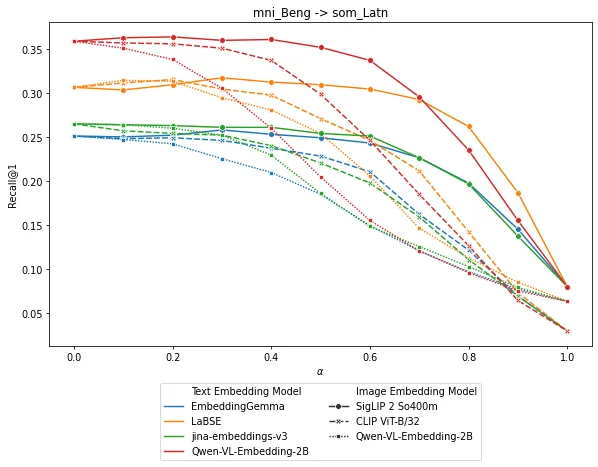 mni_Beng -> som_Latn
Recall@1
0.35
0.30
0.25
0.20
0.15
0.10
0.05
0.0
0.2
0.4
0.6
0.8
1.0
α
Text Embedding Model
EmbeddingGemma
LaBSE
jina-embeddings-v3
Qwen-VL-Embedding-2B
Image Embedding Model
SigLIP 2 So400m
CLIP ViT-B/32
Qwen-VL-Embedding-2B